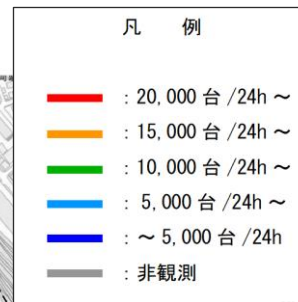 凡　例
: 20,000 台 /24h ～
: 15,000 台 /24h ～
: 10,000 台 /24h ～
: 5,000 台 /24h ～
: ～ 5,000 台 /24h
: 非観測